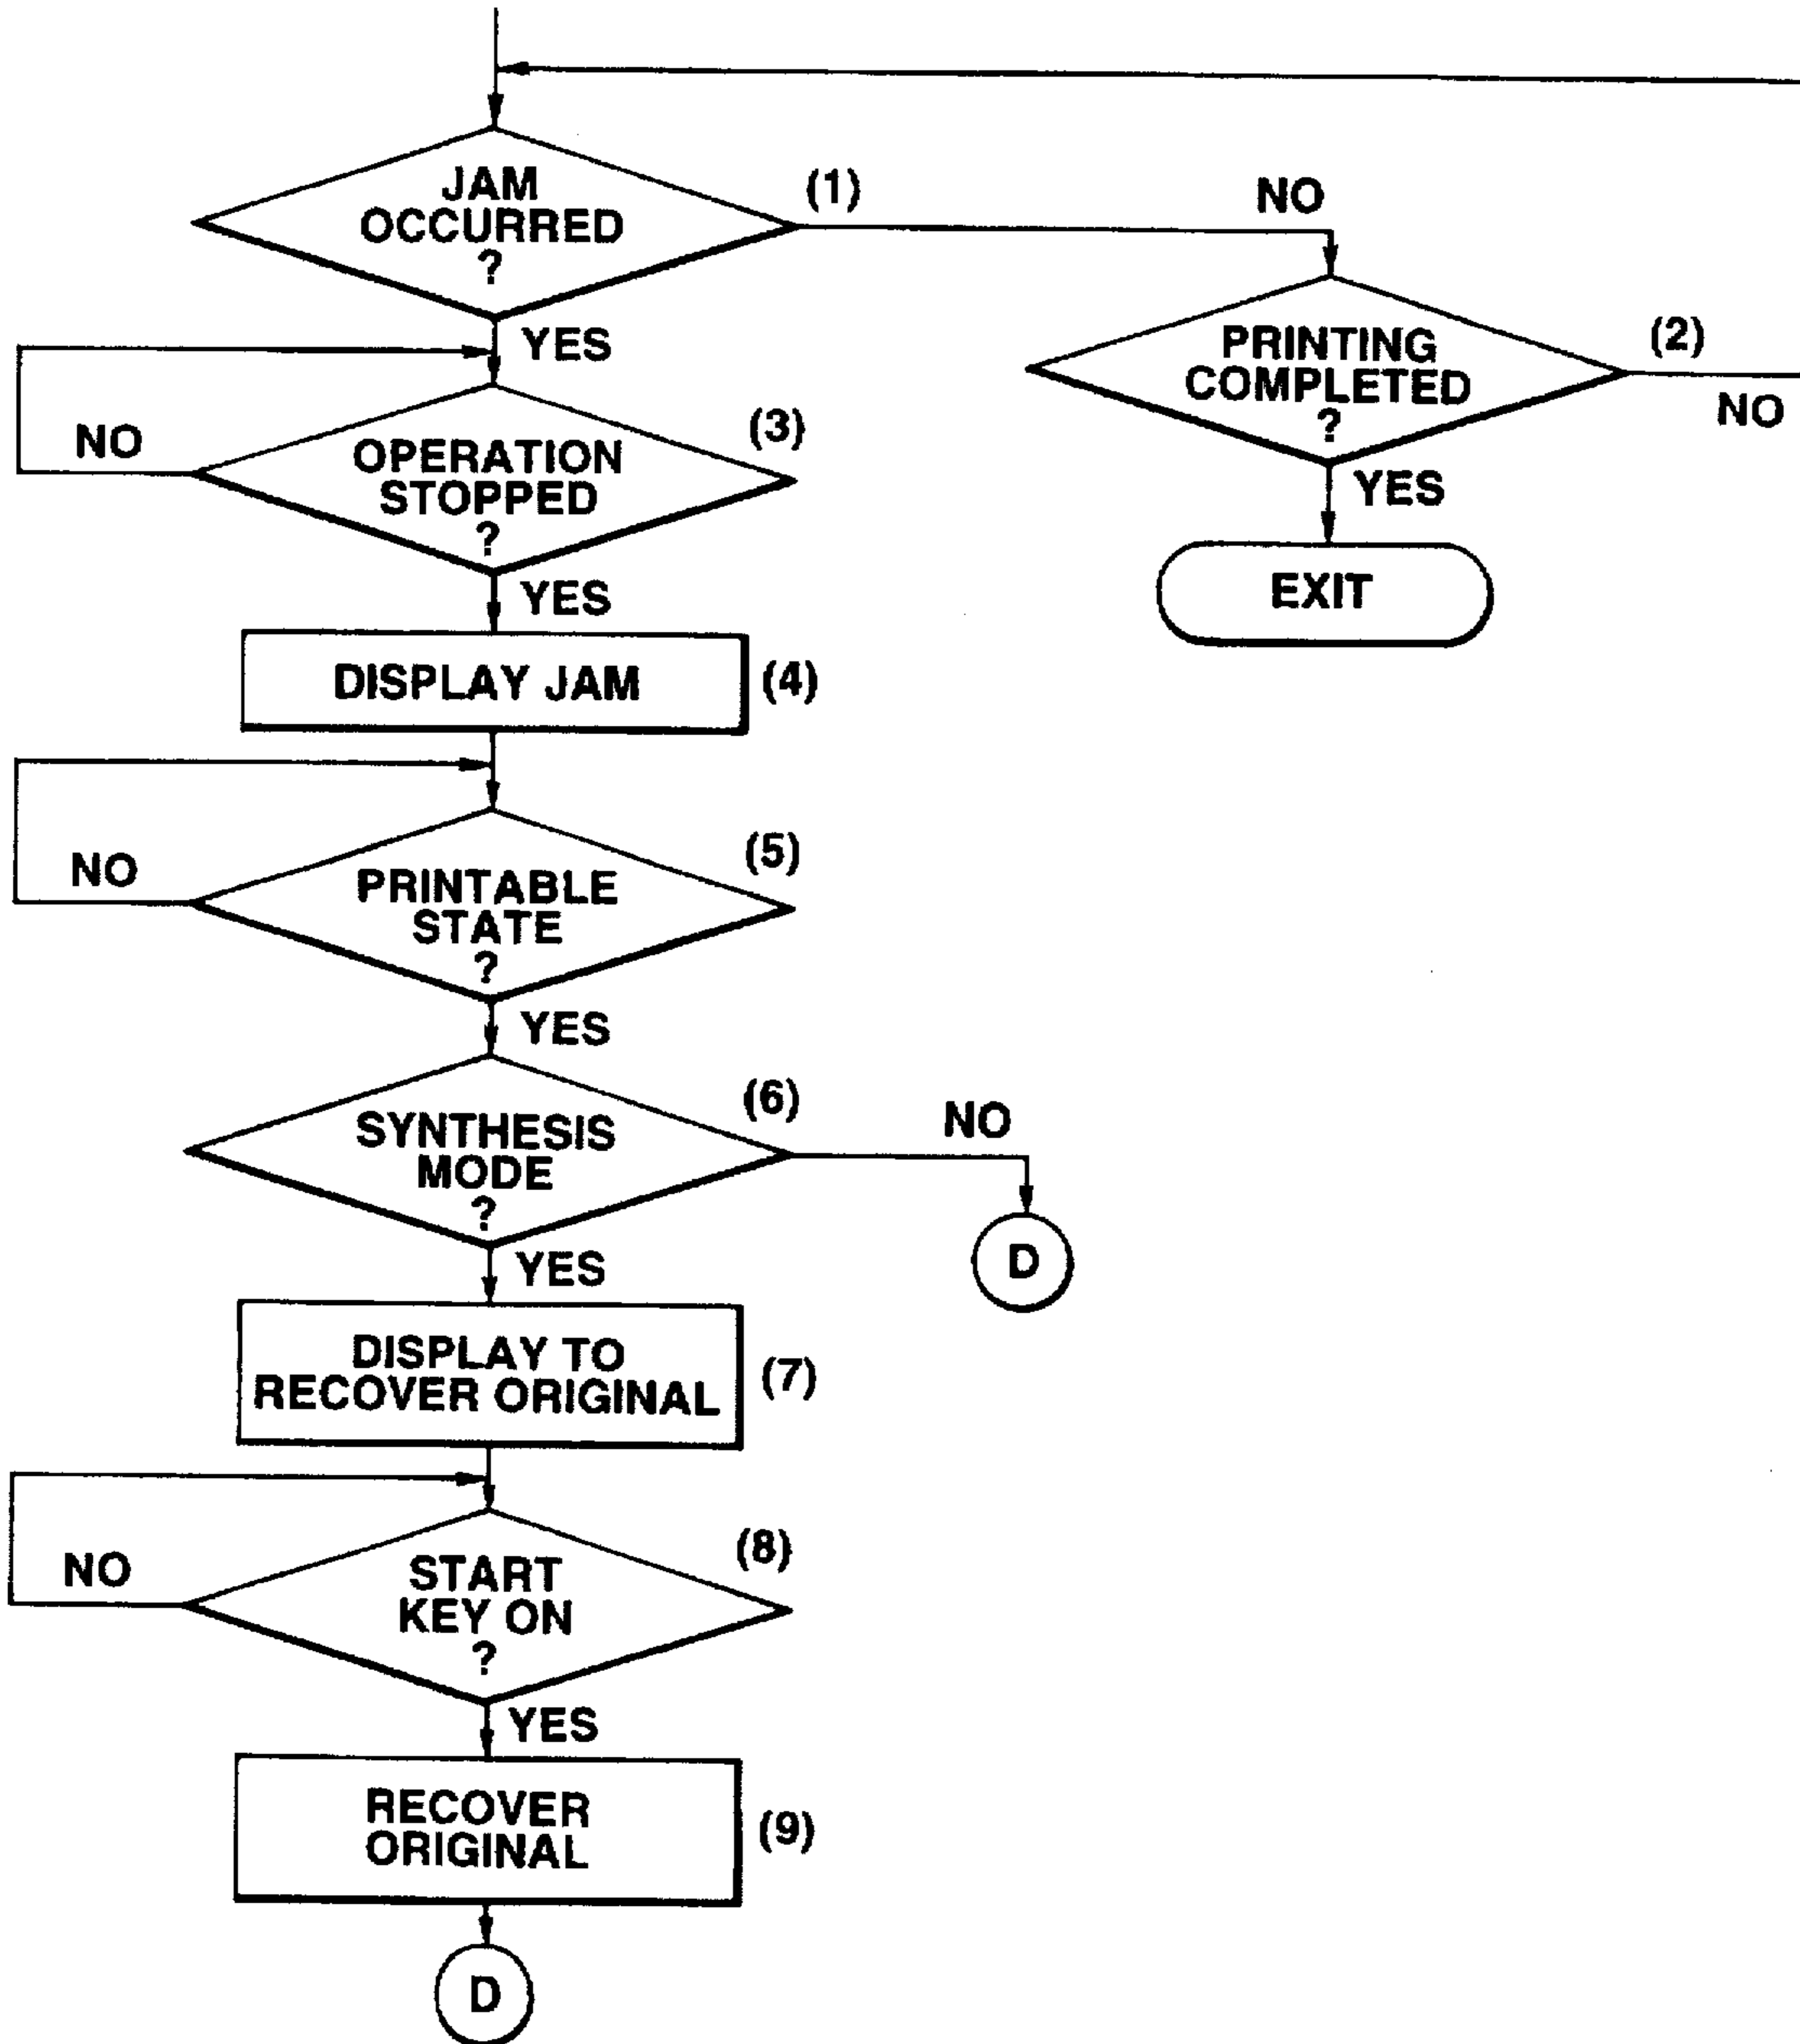 JAM
OCCURRED
?
(1)
NO
YES
PRINTING
COMPLETED
?
(2)
NO
YES
EXIT
NO
OPERATION
STOPPED
?
(3)
YES
DISPLAY JAM
(4)
NO
PRINTABLE
STATE
?
(5)
YES
SYNTHESIS
MODE
?
(6)
NO
D
YES
DISPLAY TO
RECOVER ORIGINAL
(7)
NO
START
KEY ON
?
(8)
YES
RECOVER
ORIGINAL
(9)
D